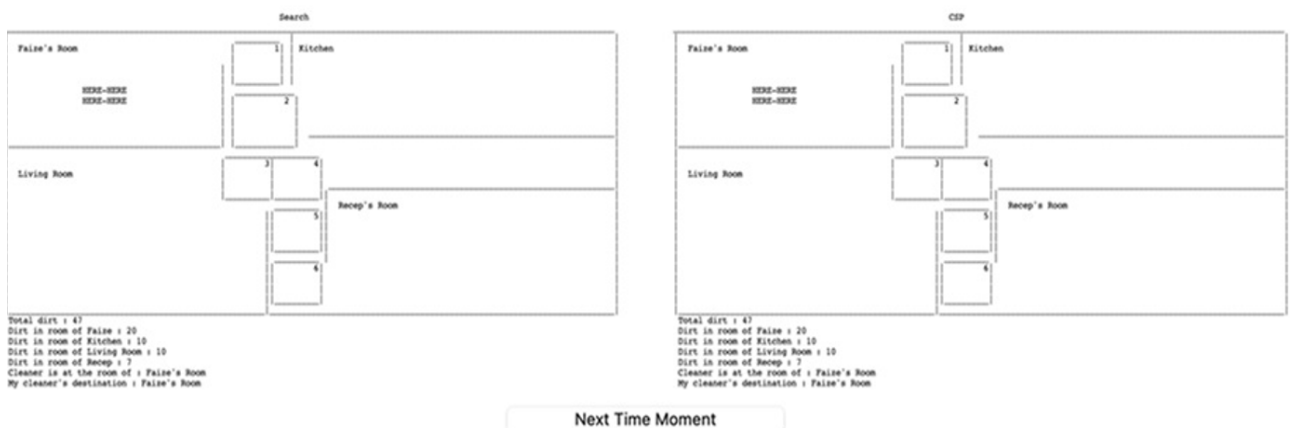 Search
Faize's Room
1
Kitchen
HERE-HERE
HERE-HERE
2
3
4
Living Room
Recep's Room
5
6
Total dirt : 47
Dirt in room of Faize : 20
Dirt in room of Kitchen : 10
Dirt in room of Living Room : 10
Dirt in room of Recep : 7
Cleaner is at the room of : Faize's Room
My cleaner's destination : Faize's Room
CSP
Faize's Room
1
Kitchen
HERE-HERE
HERE-HERE
2
3
4
Living Room
Recep's Room
5
6
Total dirt : 47
Dirt in room of Faize : 20
Dirt in room of Kitchen : 10
Dirt in room of Living Room : 10
Dirt in room of Recep : 7
Cleaner is at the room of : Faize's Room
My cleaner's destination : Faize's Room
Next Time Moment